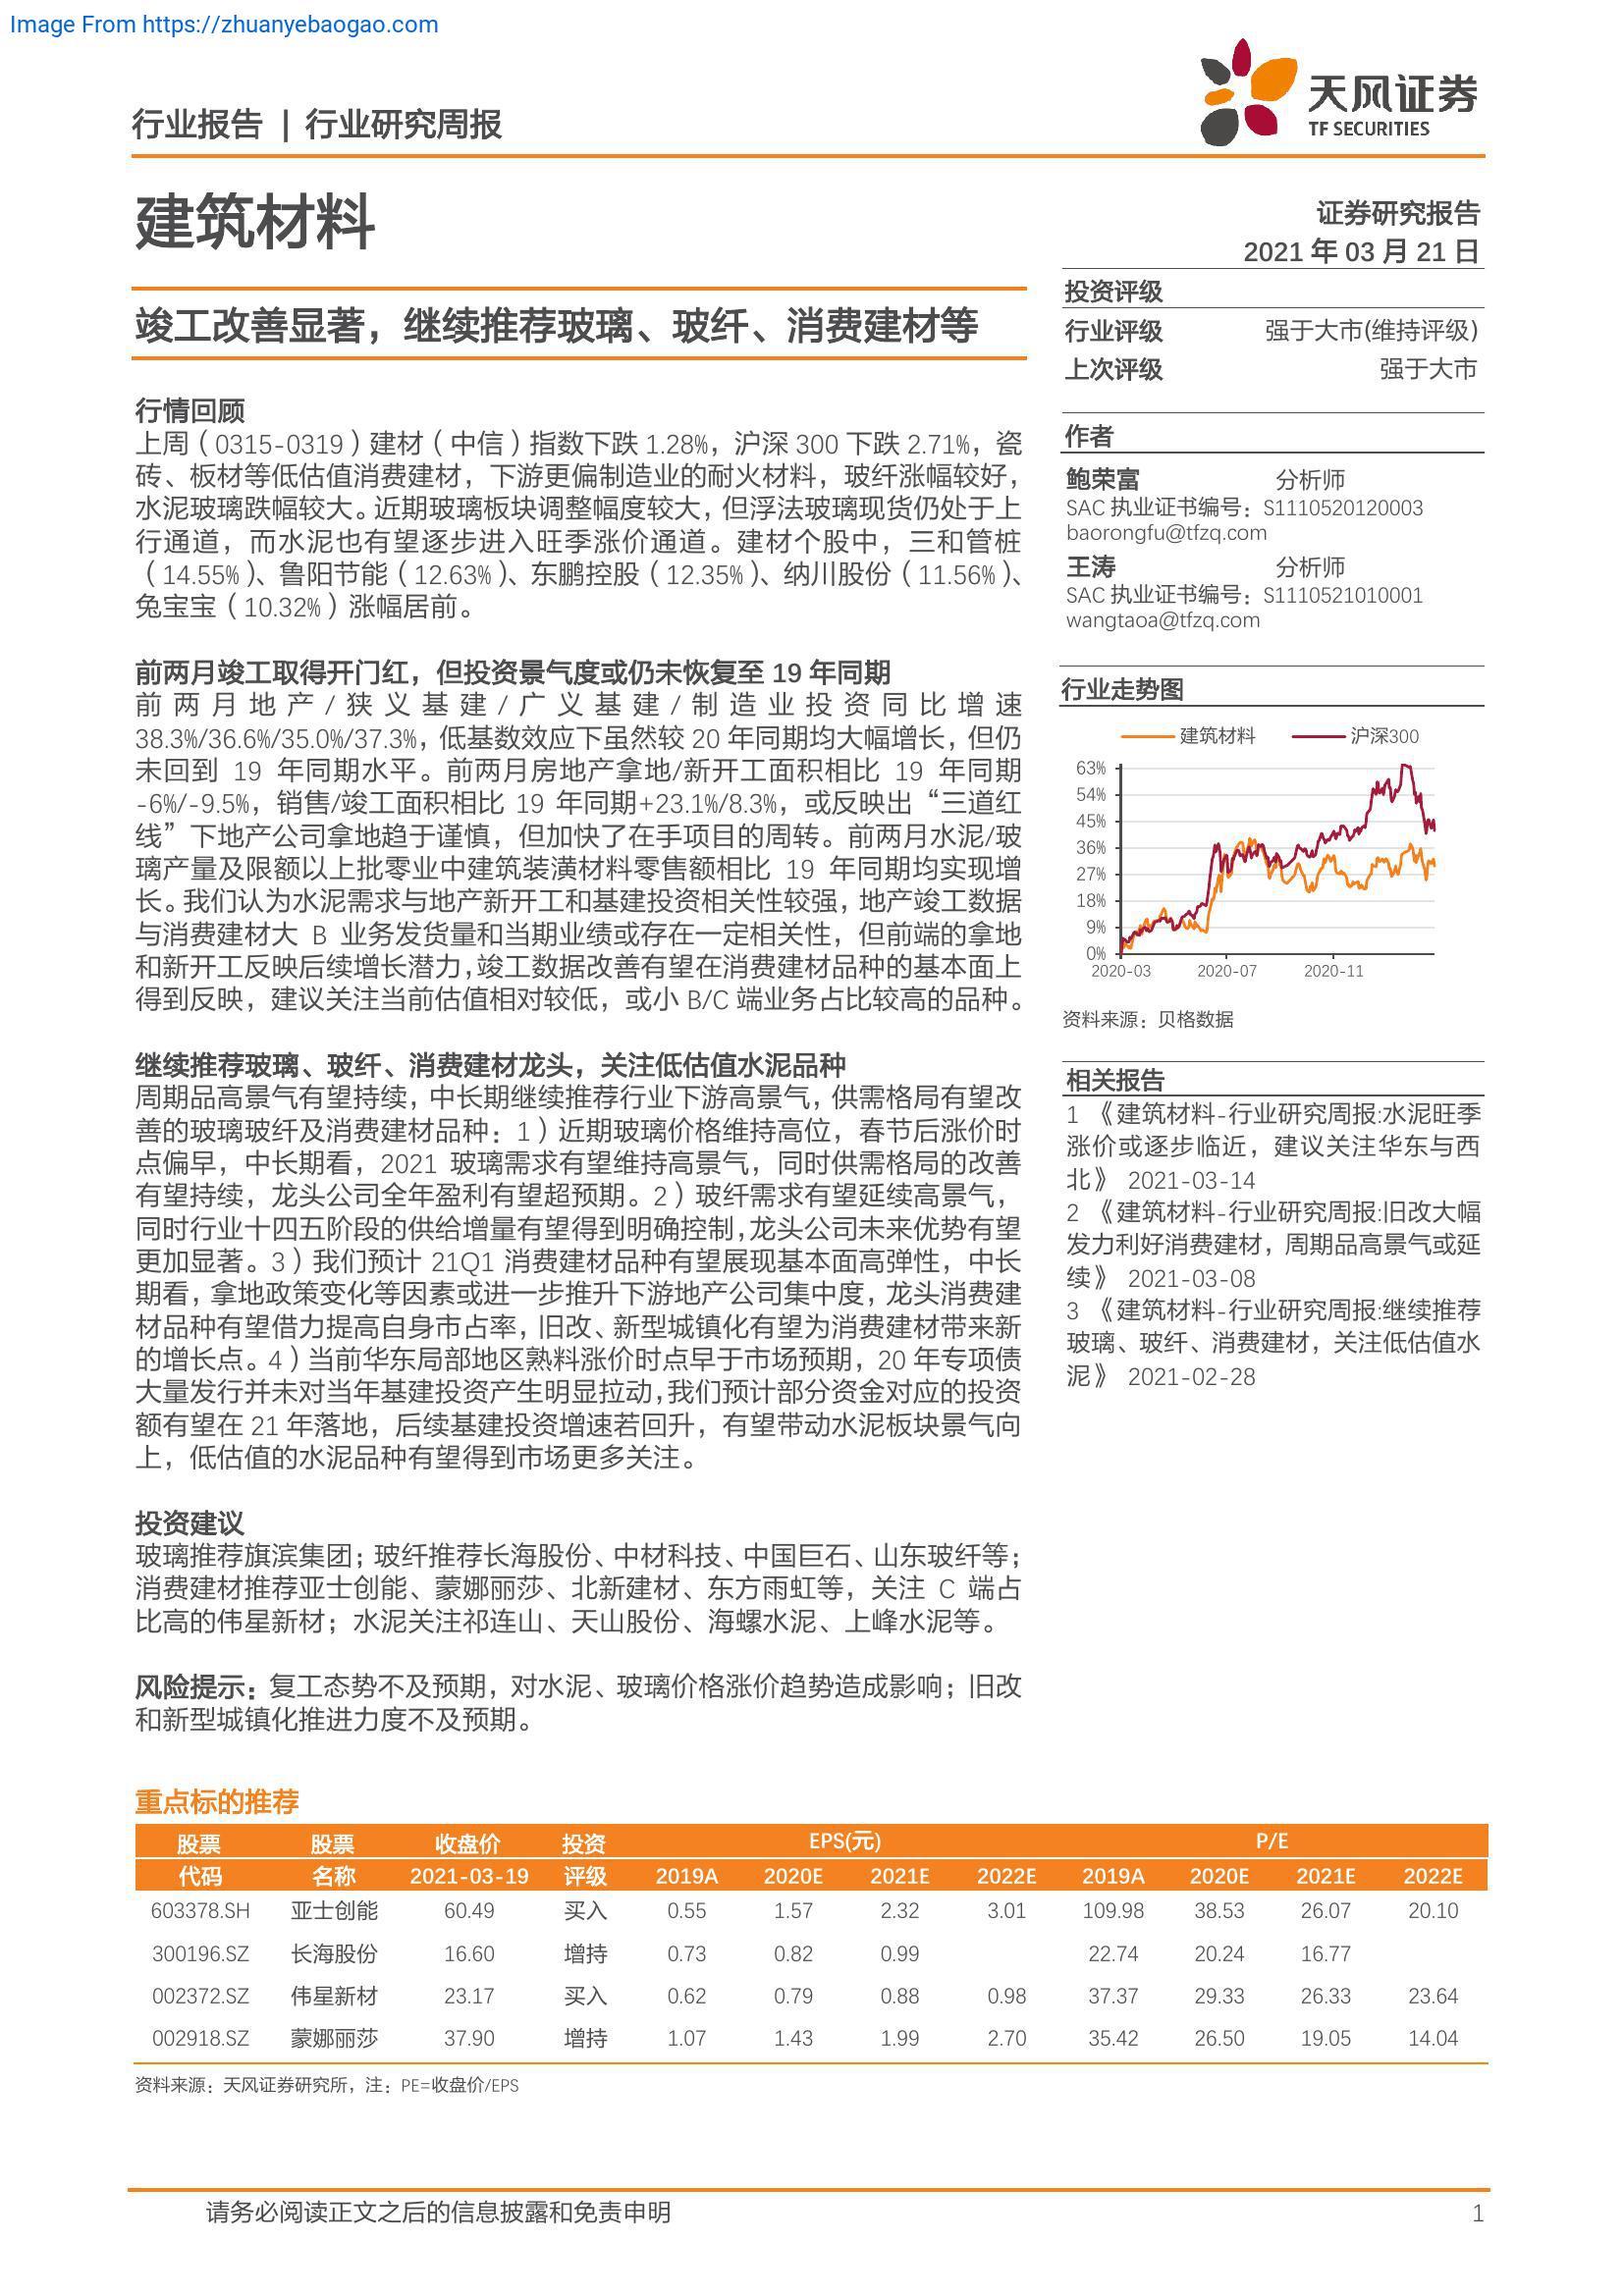 Image From https://zhuanyebaogao.com
行业报告 | 行业研究周报
天风证券
TF SECURITIES
建筑材料
证券研究报告
2021 年 03 月 21 日
竣工改善显著，继续推荐玻璃、玻纤、消费建材等
投资评级
行业评级 强于大市(维持评级)
上次评级 强于大市
行情回顾
上周（0315-0319）建材（中信）指数下跌 1.28%，沪深 300 下跌 2.71%，瓷
砖、板材等低估值消费建材，下游更偏制造业的耐火材料，玻纤涨幅较好，
水泥玻璃跌幅较大。近期玻璃板块调整幅度较大，但浮法玻璃现货仍处于上
行通道，而水泥也有望逐步进入旺季涨价通道。建材个股中，三和管桩
（14.55%）、鲁阳节能（12.63%）、东鹏控股（12.35%）、纳川股份（11.56%）、
兔宝宝（10.32%）涨幅居前。
前两月竣工取得开门红，但投资景气度或仍未恢复至 19 年同期
前两月地产/狭义基建/广义基建/制造业投资同比增速
38.3%/36.6%/35.0%/37.3%，低基数效应下虽然较 20 年同期均大幅增长，但仍
未回到 19 年同期水平。前两月房地产拿地/新开工面积相比 19 年同期
-6%/-9.5%，销售/竣工面积相比 19 年同期+23.1%/8.3%，或反映出“三道红
线”下地产公司拿地趋于谨慎，但加快了在手项目的周转。前两月水泥/玻
璃产量及限额以上批零业中建筑装潢材料零售额相比 19 年同期均实现增
长。我们认为水泥需求与地产新开工和基建投资相关性较强，地产竣工数据
与消费建材大 B 业务发货量和当期业绩或存在一定相关性，但前端的拿地
和新开工反映后续增长潜力，竣工数据改善有望在消费建材品种的基本面上
得到反映，建议关注当前估值相对较低，或小 B/C 端业务占比较高的品种。
继续推荐玻璃、玻纤、消费建材龙头，关注低估值水泥品种
周期品高景气有望持续，中长期继续推荐行业下游高景气，供需格局有望改
善的玻璃玻纤及消费建材品种：1）近期玻璃价格维持高位，春节后涨价时
点偏早，中长期看，2021 玻璃需求有望维持高景气，同时供需格局的改善
有望持续，龙头公司全年盈利有望超预期。2）玻纤需求有望延续高景气，
同时行业十四五阶段的供给增量有望得到明确控制，龙头公司未来优势有望
更加显著。3）我们预计 21Q1 消费建材品种有望展现基本面高弹性，中长
期看，拿地政策变化等因素或进一步推升下游地产公司集中度，龙头消费建
材品种有望借力提高自身市占率，旧改、新型城镇化有望为消费建材带来新
的增长点。4）当前华东局部地区熟料涨价时点早于市场预期，20 年专项债
大量发行并未对当年基建投资产生明显拉动，我们预计部分资金对应的投资
额有望在 21 年落地，后续基建投资增速若回升，有望带动水泥板块景气向
上，低估值的水泥品种有望得到市场更多关注。
投资建议
玻璃推荐旗滨集团；玻纤推荐长海股份、中材科技、中国巨石、山东玻纤等；
消费建材推荐亚士创能、蒙娜丽莎、北新建材、东方雨虹等，关注 C 端占
比高的伟星新材；水泥关注祁连山、天山股份、海螺水泥、上峰水泥等。
风险提示：复工态势不及预期，对水泥、玻璃价格涨价趋势造成影响；旧改
和新型城镇化推进力度不及预期。
作者
鲍荣富 分析师
SAC 执业证书编号：S1110520120003
baorongfu@tfzq.com
王涛 分析师
SAC 执业证书编号：S1110521010001
wangtaoa@tfzq.com
行业走势图
建筑材料 沪深300
63%
54%
45%
36%
27%
18%
9%
0%
2020-03 2020-07 2020-11
资料来源：贝格数据
相关报告
1 《建筑材料-行业研究周报:水泥旺季
涨价或逐步临近，建议关注华东与西
北》 2021-03-14
2 《建筑材料-行业研究周报:旧改大幅
发力利好消费建材，周期品高景气或延
续》 2021-03-08
3 《建筑材料-行业研究周报:继续推荐
玻璃、玻纤、消费建材，关注低估值水
泥》 2021-02-28
重点标的推荐
股票 股票 收盘价 投资 EPS(元) P/E
代码 名称 2021-03-19 评级 2019A 2020E 2021E 2022E 2019A 2020E 2021E 2022E
603378.SH 亚士创能 60.49 买入 0.55 1.57 2.32 3.01 109.98 38.53 26.07 20.10
300196.SZ 长海股份 16.60 增持 0.73 0.82 0.99 22.74 20.24 16.77
002372.SZ 伟星新材 23.17 买入 0.62 0.79 0.88 0.98 37.37 29.33 26.33 23.64
002918.SZ 蒙娜丽莎 37.90 增持 1.07 1.43 1.99 2.70 35.42 26.50 19.05 14.04
资料来源：天风证券研究所，注：PE=收盘价/EPS
请务必阅读正文之后的信息披露和免责申明 1